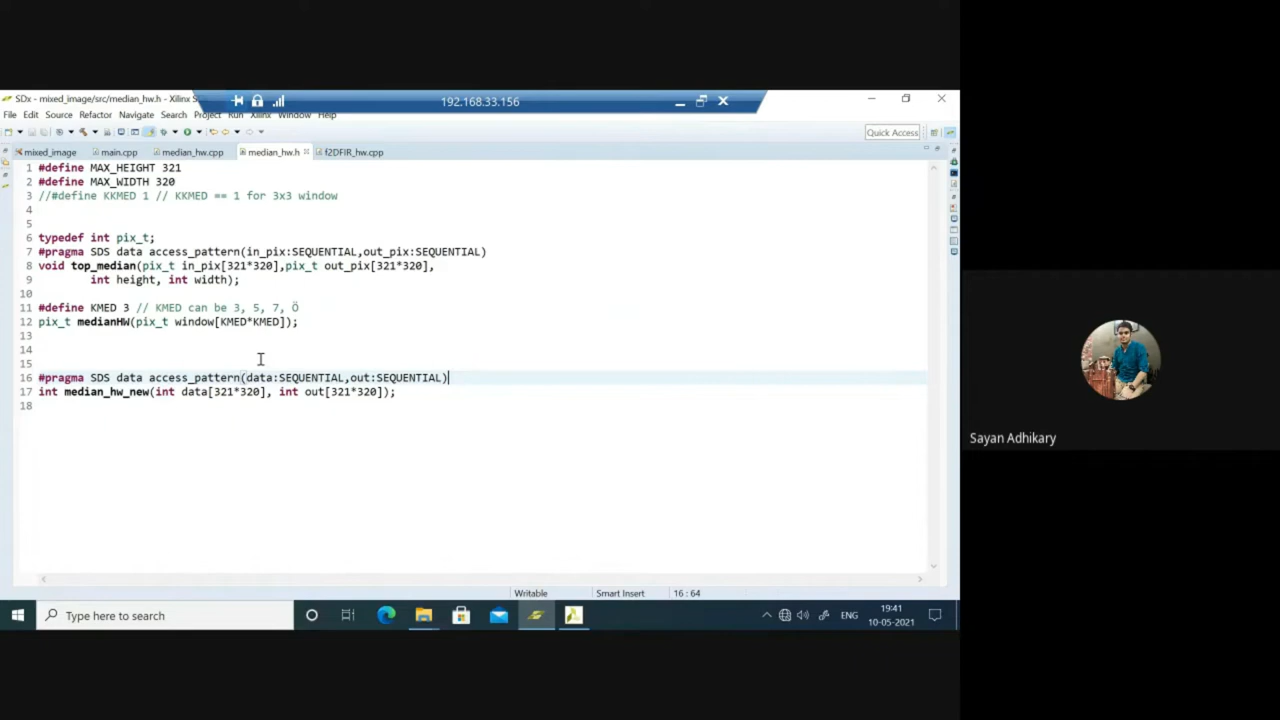 SDx - mixed_image/src/median_hw.h - Xilinx S
192.168.33.156
File Edit Source Refactor Navigate Search Project Run Xilinx Window Help
Quick Access
mixed_image main.cpp median_hw.cpp median_hw.h f2DFIR_hw.cpp
1 #define MAX_HEIGHT 321
2 #define MAX_WIDTH 320
3 //#define KKMED 1 // KKMED == 1 for 3x3 window
4
5
6 typedef int pix_t;
7 #pragma SDS data access_pattern(in_pix:SEQUENTIAL,out_pix:SEQUENTIAL)
8 void top_median(pix_t in_pix[321*320],pix_t out_pix[321*320],
9 int height, int width);
10
11 #define KMED 3 // KMED can be 3, 5, 7, Ö
12 pix_t medianHW(pix_t window[KMED*KMED]);
13
14
15
16 #pragma SDS data access_pattern(data:SEQUENTIAL,out:SEQUENTIAL)
17 int median_hw_new(int data[321*320], int out[321*320]);
18
Sayan Adhikary
Writable Smart Insert 16 : 64
Type here to search
ENG
19:41
10-05-2021